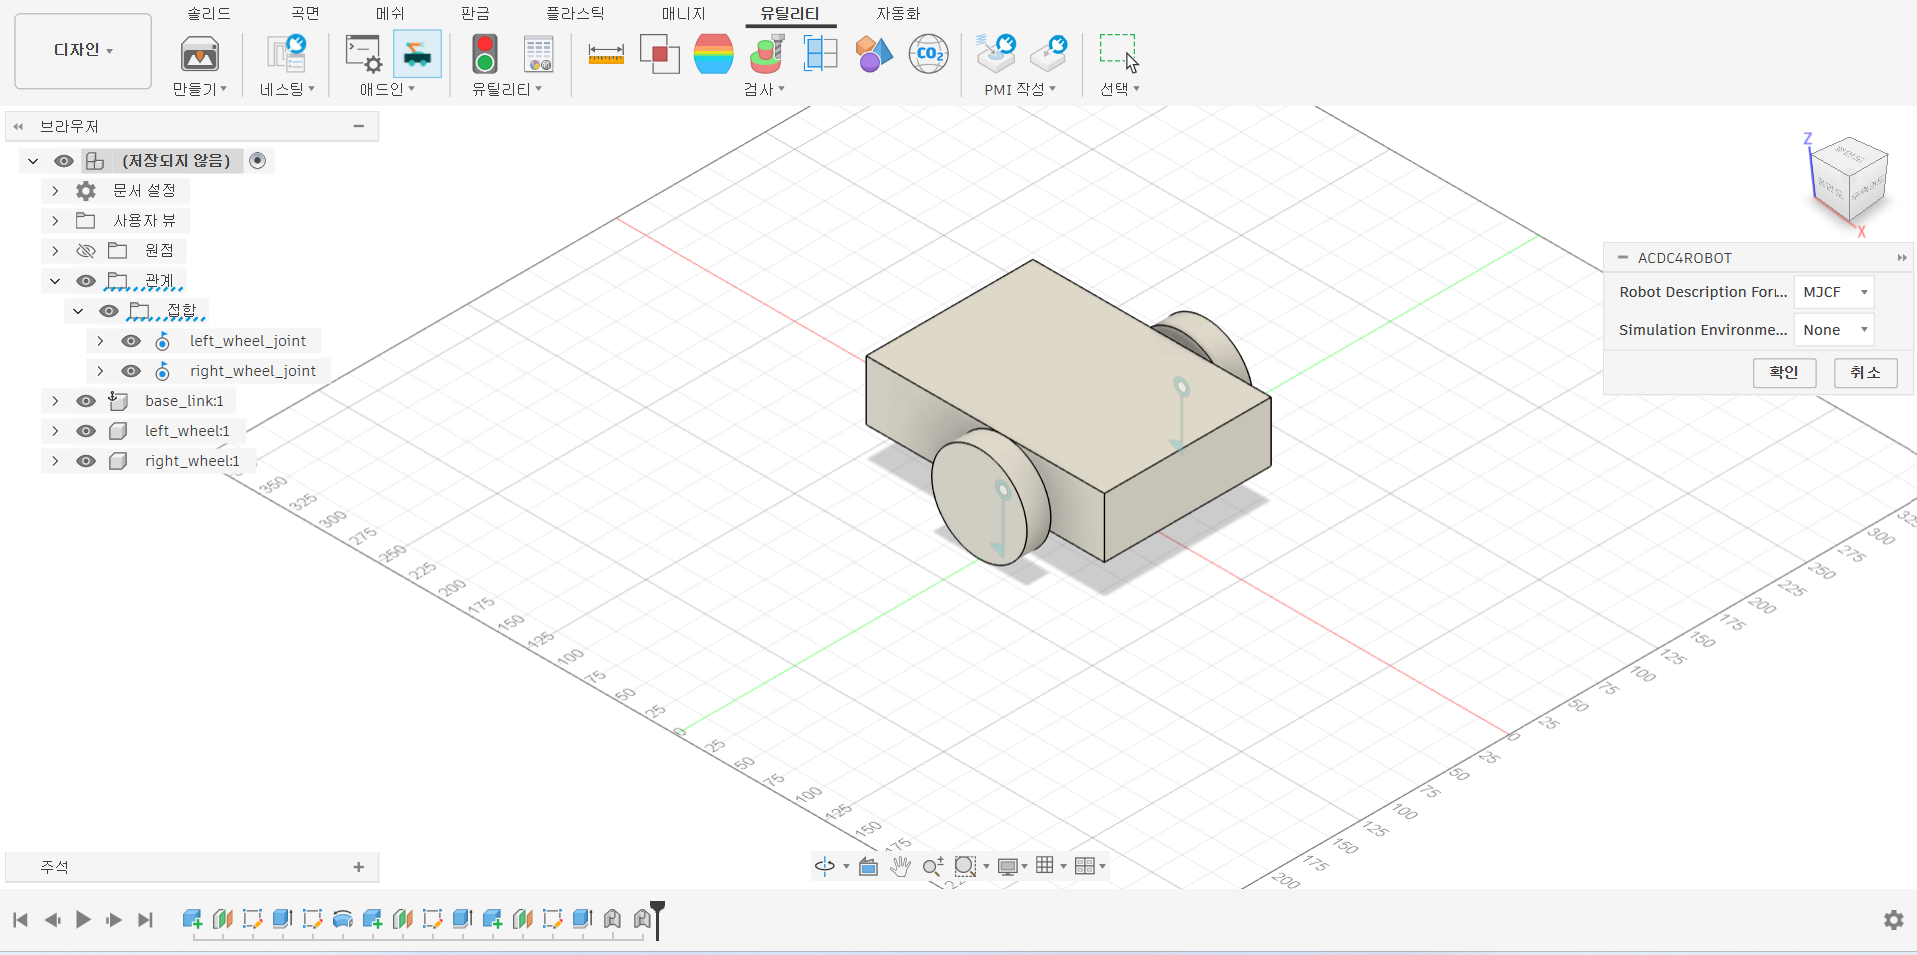 솔리드 곡면 메쉬 판금 플라스틱 매니지 유틸리티 자동화
디자인
CO₂
만들기 네스팅 애드인 유틸리티 검사 PMI 작성 선택
브라우저
(저장되지 않음)
문서 설정
사용자 뷰
원점
관계
접합
left_wheel_joint
right_wheel_joint
base_link:1
left_wheel:1
right_wheel:1
Z
X
ACDC4ROBOT
Robot Description For... MJCF
Simulation Environme... None
확인 취소
350
325
300
275
250
225
200
175
150
125
100
75
50
25
0
25
50
75
100
125
150
175
300
275
250
225
200
175
150
125
100
75
50
25
0
25
50
75
100
125
150
175
200
주석